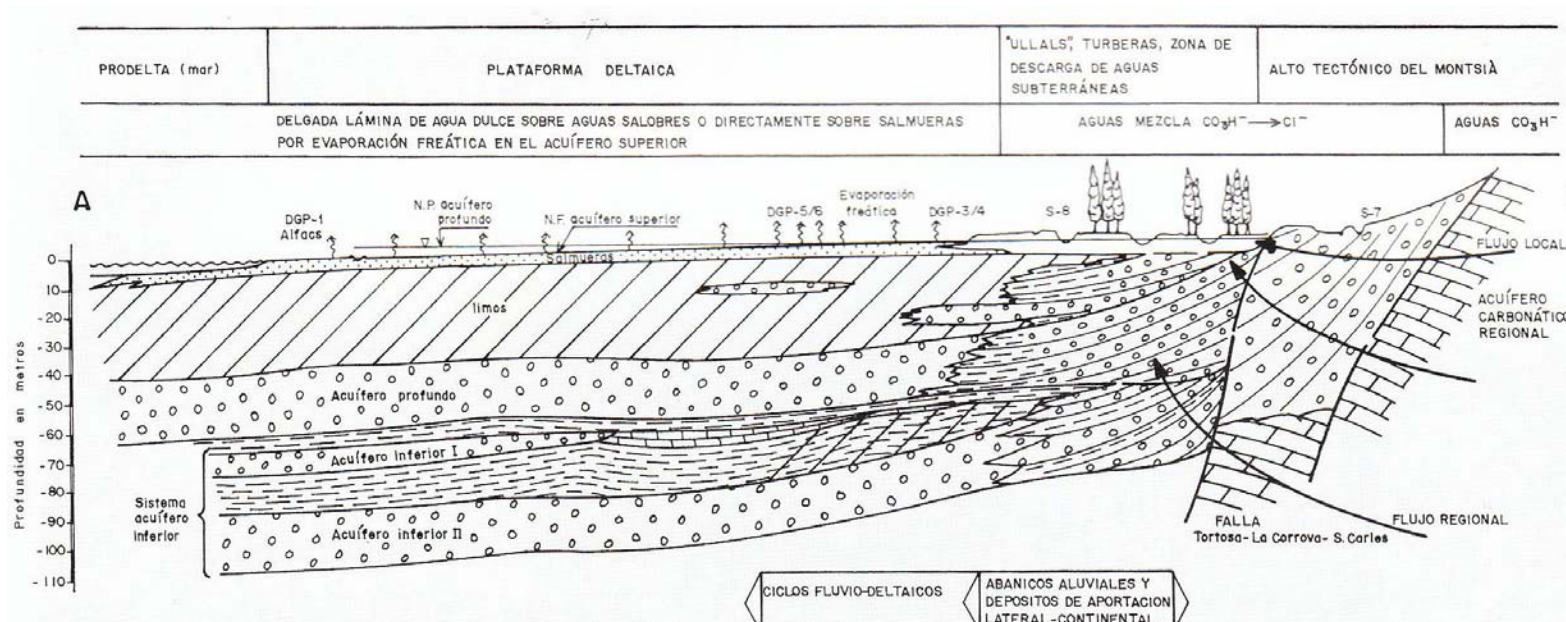 PRODELTA (mar)
PLATAFORMA DELTAICA
"ULLALS", TURBERAS, ZONA DE
DESCARGA DE AGUAS
SUBTERRÁNEAS
ALTO TECTÓNICO DEL MONTSIÀ
DELGADA LÁMINA DE AGUA DULCE SOBRE AGUAS SALOBRES O DIRECTAMENTE SOBRE SALMUERAS
POR EVAPORACIÓN FREÁTICA EN EL ACUÍFERO SUPERIOR
AGUAS MEZCLA CO₃H⁻→Cl⁻
AGUAS CO₃H⁻
A
DGP-1
Alfacs
N.P. acuífero
profundo
N.F. acuífero superior
DGP-5/6
Evaporación
freática
DGP-3/4
S-8
S-7
Salmueras
FLUJO LOCAL
limos
ACUÍFERO
CARBONÁTICO
REGIONAL
Acuífero profundo
Acuífero inferior I
Sistema
acuífero
inferior
Acuífero inferior II
FALLA
Tortosa-La Corrova-S.Carles
FLUJO REGIONAL
Profundidad en metros
0
-10
-20
-30
-40
-50
-60
-70
-80
-90
-100
-110
CICLOS FLUVIO-DELTAICOS
ABANICOS ALUVIALES Y
DEPOSITOS DE APORTACION
LATERAL-CONTINENTAL